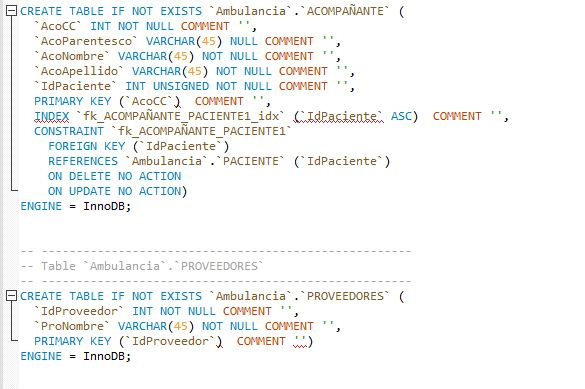 CREATE TABLE IF NOT EXISTS `Ambulancia`.`ACOMPAÑANTE` (
`AcoCC` INT NOT NULL COMMENT '',
`AcoParentesco` VARCHAR(45) NULL COMMENT '',
`AcoNombre` VARCHAR(45) NOT NULL COMMENT '',
`AcoApellido` VARCHAR(45) NULL COMMENT '',
`IdPaciente` INT UNSIGNED NOT NULL COMMENT '',
PRIMARY KEY (`AcoCC`)  COMMENT '',
INDEX `fk_ACOMPAÑANTE_PACIENTE1_idx` (`IdPaciente` ASC)  COMMENT '',
CONSTRAINT `fk_ACOMPAÑANTE_PACIENTE1`
FOREIGN KEY (`IdPaciente`)
REFERENCES `Ambulancia`.`PACIENTE` (`IdPaciente`)
ON DELETE NO ACTION
ON UPDATE NO ACTION)
ENGINE = InnoDB;
-- -----------------------------------------------------
-- Table `Ambulancia`.`PROVEEDORES`
-- -----------------------------------------------------
CREATE TABLE IF NOT EXISTS `Ambulancia`.`PROVEEDORES` (
`IdProveedor` INT NOT NULL COMMENT '',
`ProNombre` VARCHAR(45) NOT NULL COMMENT '',
PRIMARY KEY (`IdProveedor`)  COMMENT '')
ENGINE = InnoDB;